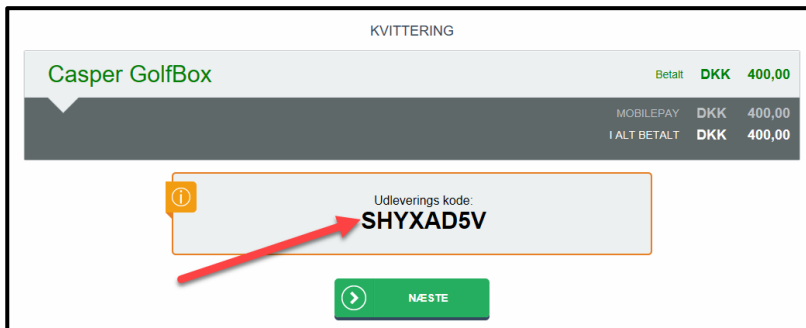 KVITTERING
Casper GolfBox Betalt DKK 400,00
MOBILEPAY DKK 400,00
I ALT BETALT DKK 400,00
Udleverings kode:
SHYXAD5V
NÆSTE